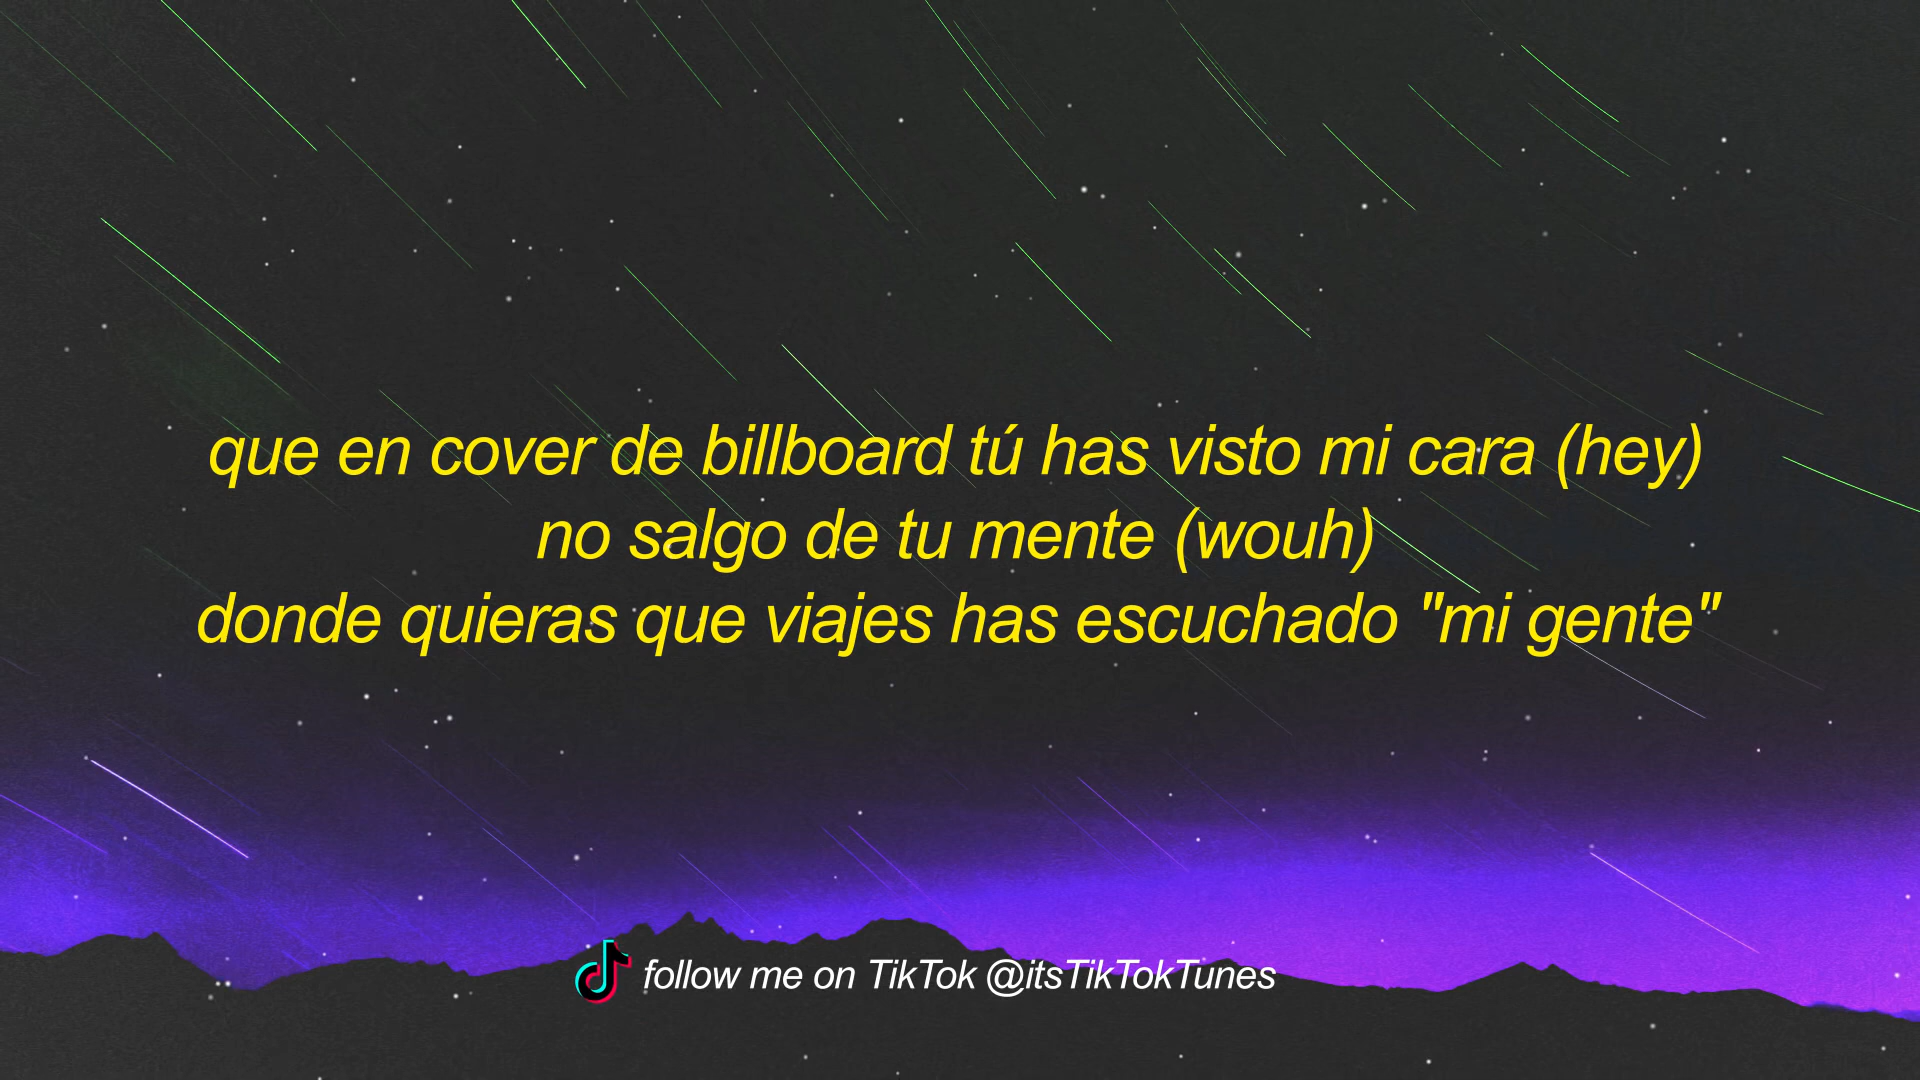 que en cover de billboard tú has visto mi cara (hey)
no salgo de tu mente (wouh)
donde quieras que viajes has escuchado "mi gente"
follow me on TikTok @itsTikTokTunes